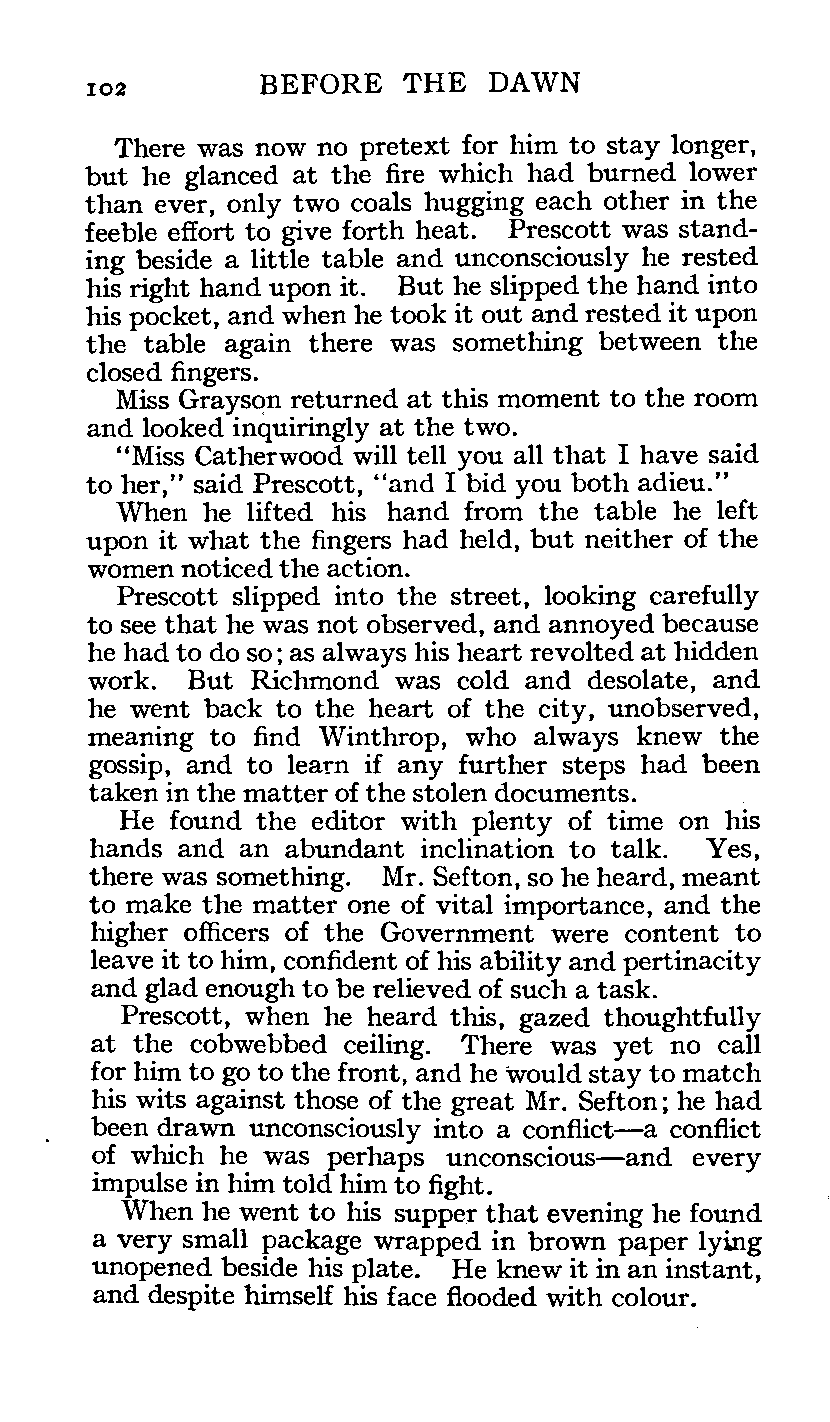 102 BEFORE THE DAWN
There was now no pretext for him to stay longer,
but he glanced at the fire which had burned lower
than ever, only two coals hugging each other in the
feeble effort to give forth heat. Prescott was stand-
ing beside a little table and unconsciously he rested
his right hand upon it. But he slipped the hand into
his pocket, and when he took it out and rested it upon
the table again there was something between the
closed fingers.
Miss Grayson returned at this moment to the room
and looked inquiringly at the two.
"Miss Catherwood will tell you all that I have said
to her," said Prescott, "and I bid you both adieu."
When he lifted his hand from the table he left
upon it what the fingers had held, but neither of the
women noticed the action.
Prescott slipped into the street, looking carefully
to see that he was not observed, and annoyed because
he had to do so; as always his heart revolted at hidden
work. But Richmond was cold and desolate, and
he went back to the heart of the city, unobserved,
meaning to find Winthrop, who always knew the
gossip, and to learn if any further steps had been
taken in the matter of the stolen documents.
He found the editor with plenty of time on his
hands and an abundant inclination to talk. Yes,
there was something. Mr. Sefton, so he heard, meant
to make the matter one of vital importance, and the
higher officers of the Government were content to
leave it to him, confident of his ability and pertinacity
and glad enough to be relieved of such a task.
Prescott, when he heard this, gazed thoughtfully
at the cobwebbed ceiling. There was yet no call
for him to go to the front, and he would stay to match
his wits against those of the great Mr. Sefton; he had
been drawn unconsciously into a conflict—a conflict
of which he was perhaps unconscious—and every
impulse in him told him to fight.
When he went to his supper that evening he found
a very small package wrapped in brown paper lying
unopened beside his plate. He knew it in an instant,
and despite himself his face flooded with colour.